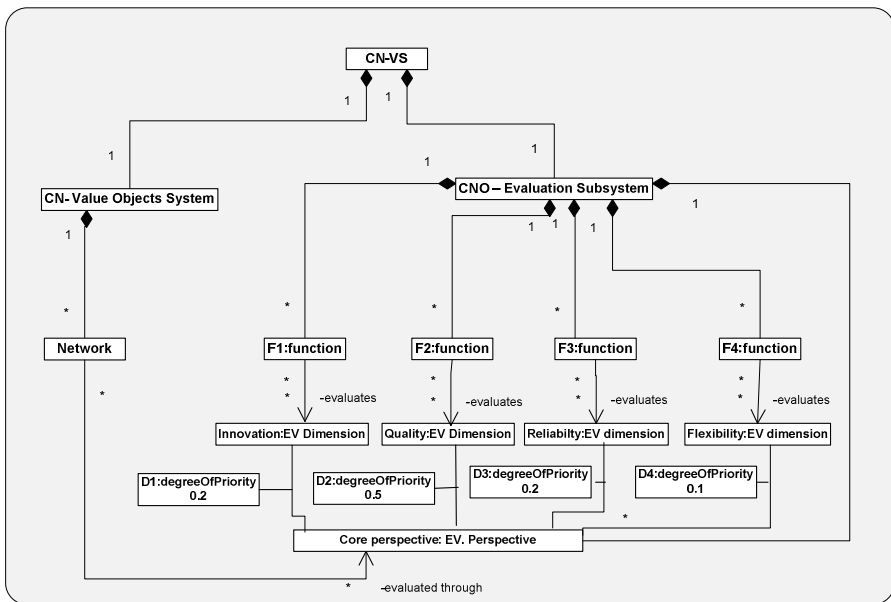 CN-VS
1
1
1
1
1
CN- Value Objects System
CNO – Evaluation Subsystem
1
1
1
1
1
*
*
*
*
*
Network
F1:function
F2:function
F3:function
F4:function
*
*
*
*
*
*
*
*
*
-evaluates
-evaluates
-evaluates
-evaluates
Innovation:EV Dimension
Quality:EV Dimension
Reliabilty:EV dimension
Flexibility:EV dimension
D1:degreeOfPriority
0.2
D2:degreeOfPriority
0.5
D3:degreeOfPriority
0.2
D4:degreeOfPriority
0.1
*
Core perspective: EV. Perspective
*
-evaluated through